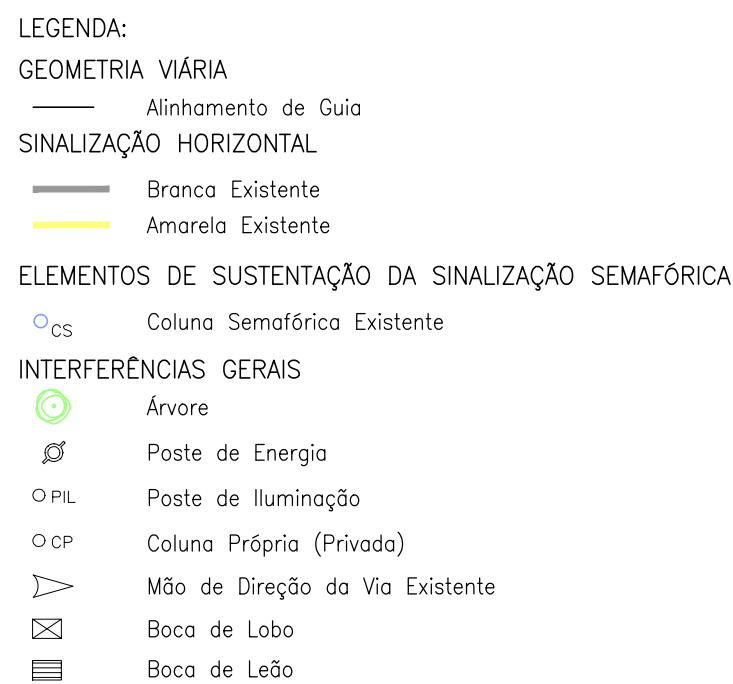 LEGENDA:
GEOMETRIA VIÁRIA
Alinhamento de Guia
SINALIZAÇÃO HORIZONTAL
Branca Existente
Amarela Existente
ELEMENTOS DE SUSTENTAÇÃO DA SINALIZAÇÃO SEMAFÓRICA
CS Coluna Semafórica Existente
INTERFERÊNCIAS GERAIS
Árvore
Poste de Energia
PIL Poste de Iluminação
CP Coluna Própria (Privada)
Mão de Direção da Via Existente
Boca de Lobo
Boca de Leão